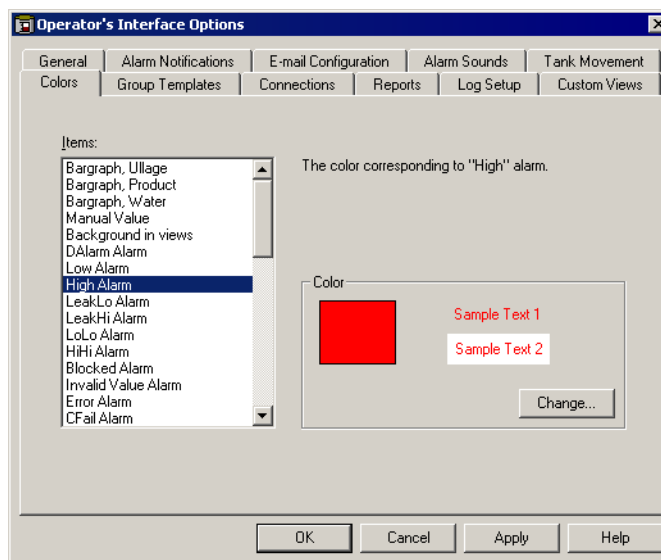 Operator's Interface Options
General Alarm Notifications E-mail Configuration Alarm Sounds Tank Movement
Colors Group Templates Connections Reports Log Setup Custom Views
Items:
The color corresponding to "High" alarm.
Bargraph, Ullage
Bargraph, Product
Bargraph, Water
Manual Value
Background in views
DAlarm Alarm
Low Alarm
High Alarm
LeakLo Alarm
LeakHi Alarm
LoLo Alarm
HiHi Alarm
Blocked Alarm
Invalid Value Alarm
Error Alarm
CFail Alarm
Color
Sample Text 1
Sample Text 2
Change...
OK Cancel Apply Help